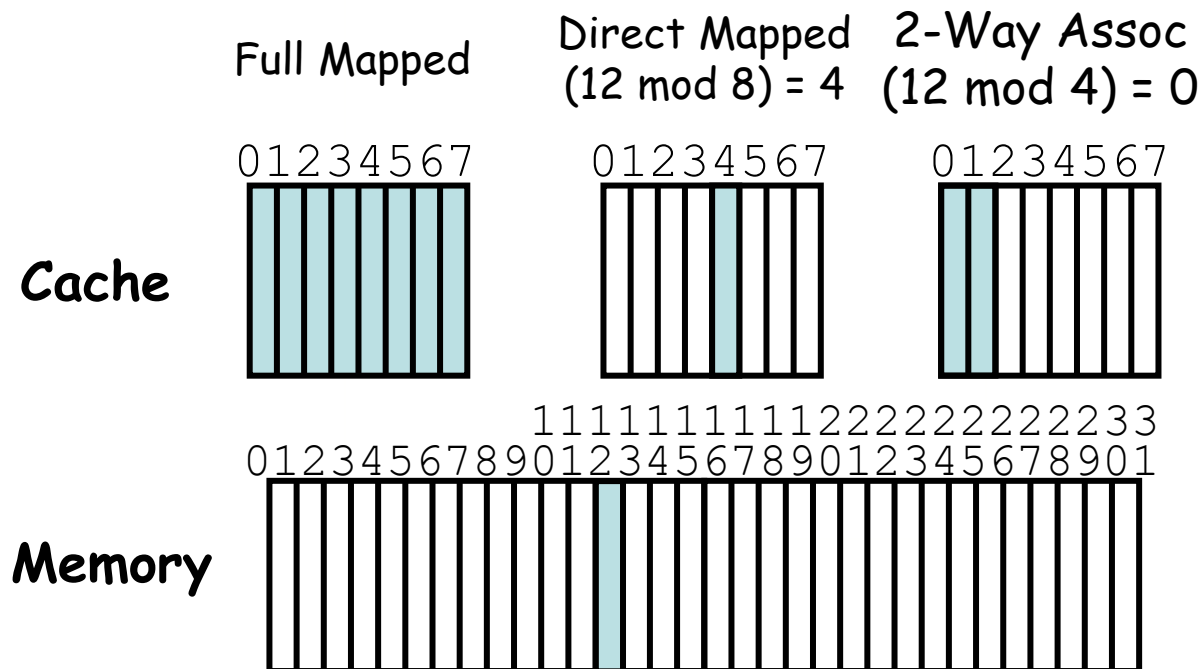 Full Mapped
Direct Mapped
(12 mod 8) = 4
2-Way Assoc
(12 mod 4) = 0
01234567
01234567
01234567
Cache
1111111111222222222233
01234567890123456789012345678901
Memory